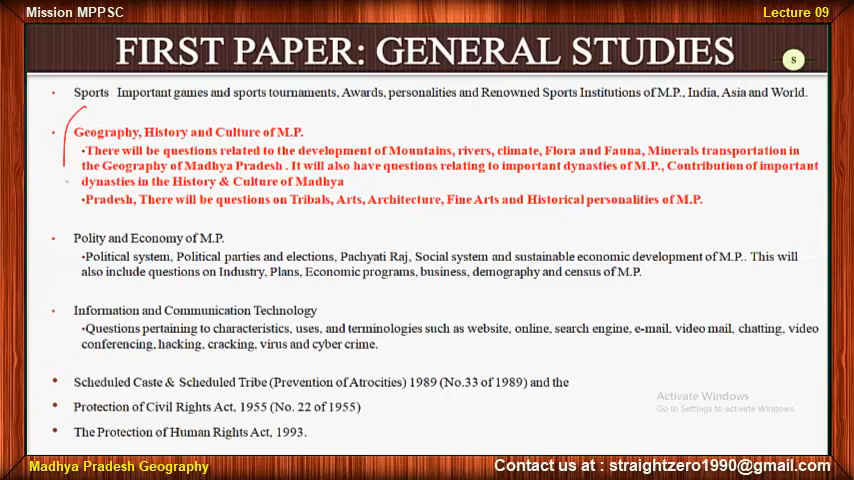 Mission MPPSC
Lecture 09
FIRST PAPER: GENERAL STUDIES
8
• Sports Important games and sports tournaments, Awards, personalities and Renowned Sports Institutions of M.P., India, Asia and World.
• Geography, History and Culture of M.P.
•There will be questions related to the development of Mountains, rivers, climate, Flora and Fauna, Minerals transportation in
the Geography of Madhya Pradesh . It will also have questions relating to important dynasties of M.P., Contribution of important
dynasties in the History & Culture of Madhya
•Pradesh, There will be questions on Tribals, Arts, Architecture, Fine Arts and Historical personalities of M.P.
• Polity and Economy of M.P.
•Political system, Political parties and elections, Pachyati Raj, Social system and sustainable economic development of M.P.. This will
also include questions on Industry, Plans, Economic programs, business, demography and census of M.P.
• Information and Communication Technology
•Questions pertaining to characteristics, uses, and terminologies such as website, online, search engine, e-mail, video mail, chatting, video
conferencing, hacking, cracking, virus and cyber crime.
• Scheduled Caste & Scheduled Tribe (Prevention of Atrocities) 1989 (No.33 of 1989) and the
• Protection of Civil Rights Act, 1955 (No. 22 of 1955)
• The Protection of Human Rights Act, 1993.
Activate Windows
Go to Settings to activate Windows.
Madhya Pradesh Geography
Contact us at : straightzero1990@gmail.com